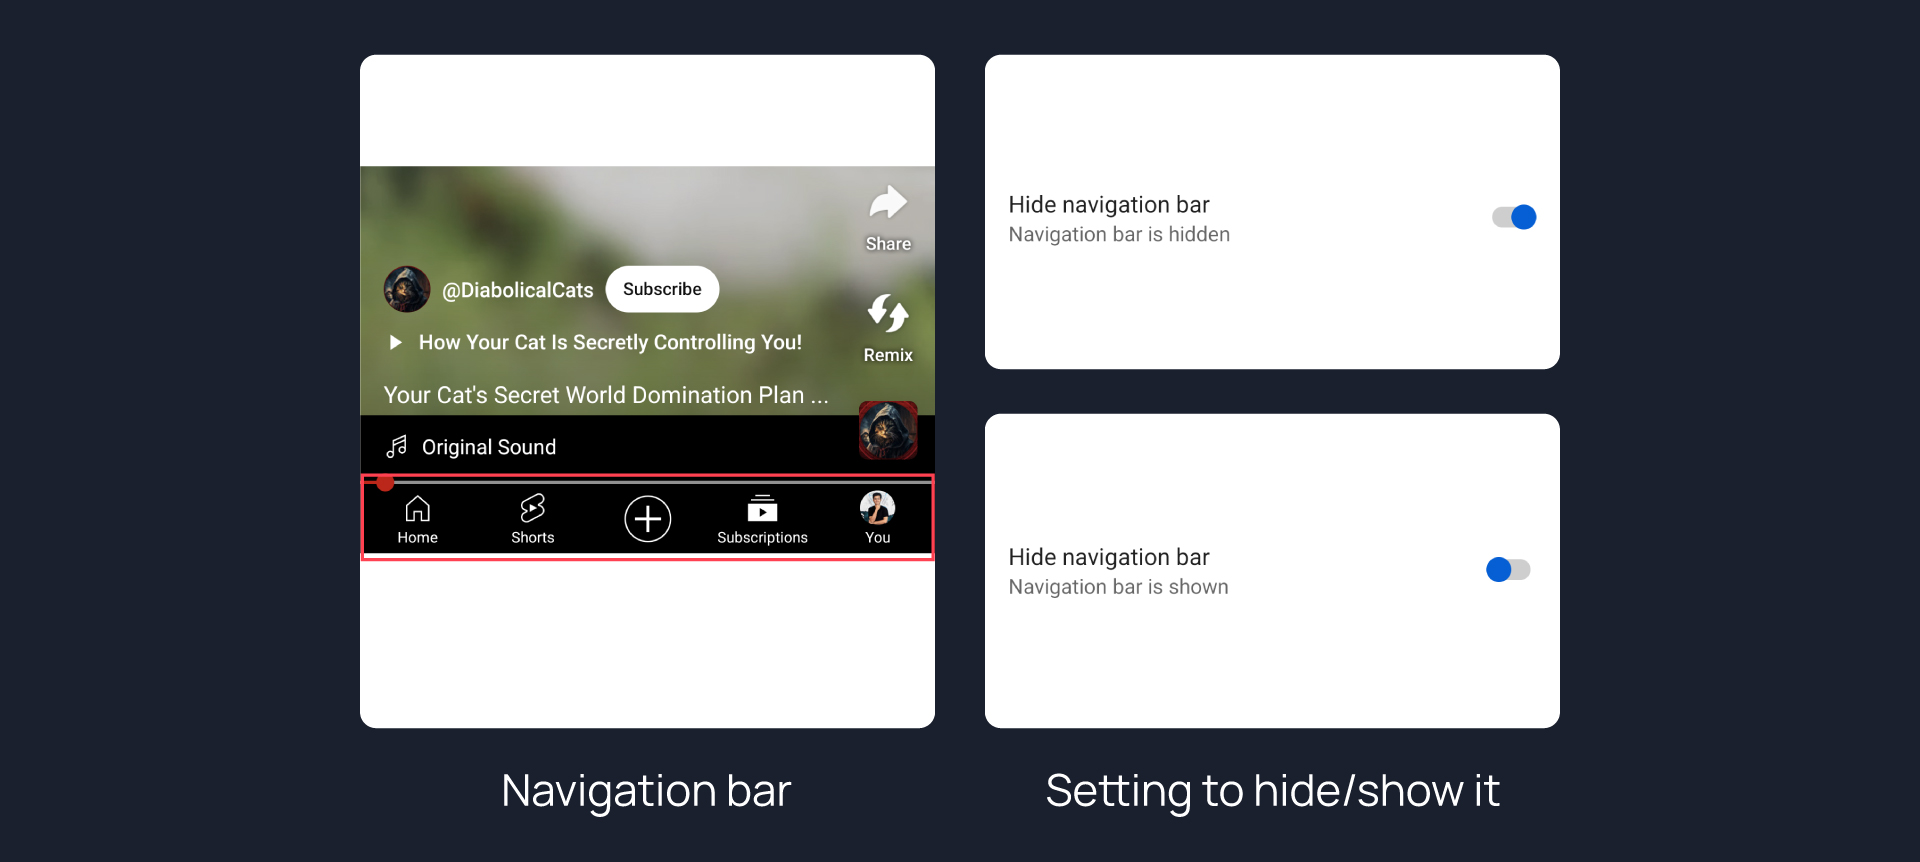 Share
@DiabolicalCats
Subscribe
How Your Cat Is Secretly Controlling You!
Remix
Your Cat's Secret World Domination Plan ...
Original Sound
Home
Shorts
Subscriptions
You
Navigation bar
Hide navigation bar
Navigation bar is hidden
Hide navigation bar
Navigation bar is shown
Setting to hide/show it